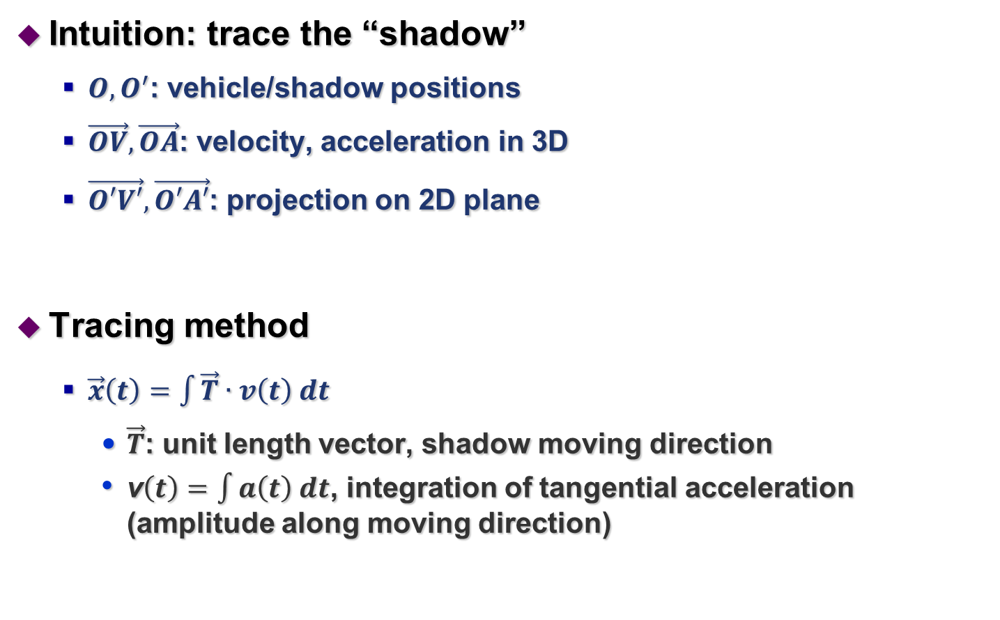 ◆ Intuition: trace the “shadow”
▪ O, O′: vehicle/shadow positions
▪ $\overrightarrow{OV}, \overrightarrow{OA}$: velocity, acceleration in 3D
▪ $\overrightarrow{O'V'}, \overrightarrow{O'A'}$: projection on 2D plane
◆ Tracing method
▪ $\vec{x}(t) = \int \vec{T} \cdot v(t)\, dt$
• $\vec{T}$: unit length vector, shadow moving direction
• $v(t) = \int a(t)\, dt$, integration of tangential acceleration
(amplitude along moving direction)